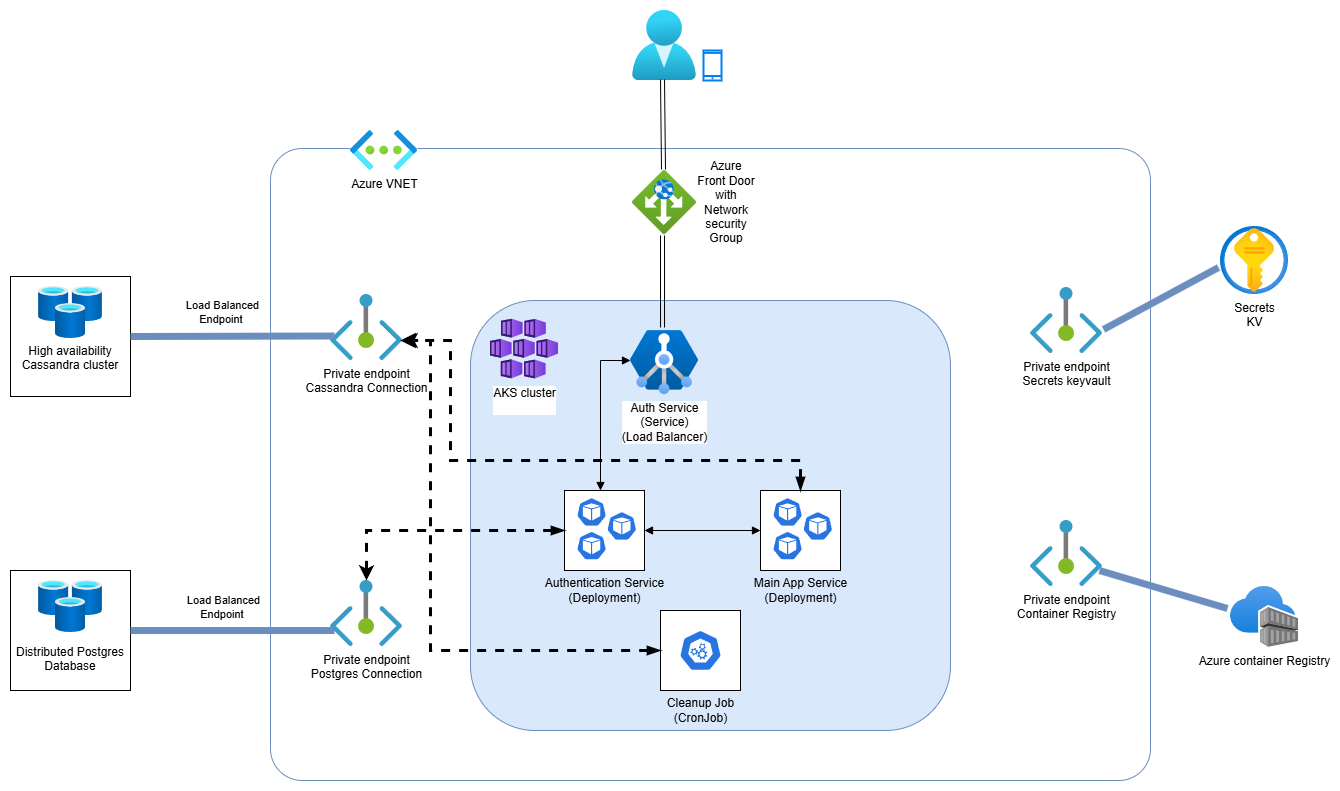 Azure
Front Door
with
Network
security
Group
Azure VNET
Load Balanced
Endpoint
High availability
Cassandra cluster
Private endpoint
Cassandra Connection
AKS cluster
Auth Service
(Service)
(Load Balancer)
Private endpoint
Secrets keyvault
Secrets
KV
Authentication Service
(Deployment)
Main App Service
(Deployment)
Load Balanced
Endpoint
Distributed Postgres
Database
Private endpoint
Postgres Connection
Private endpoint
Container Registry
Azure container Registry
Cleanup Job
(CronJob)